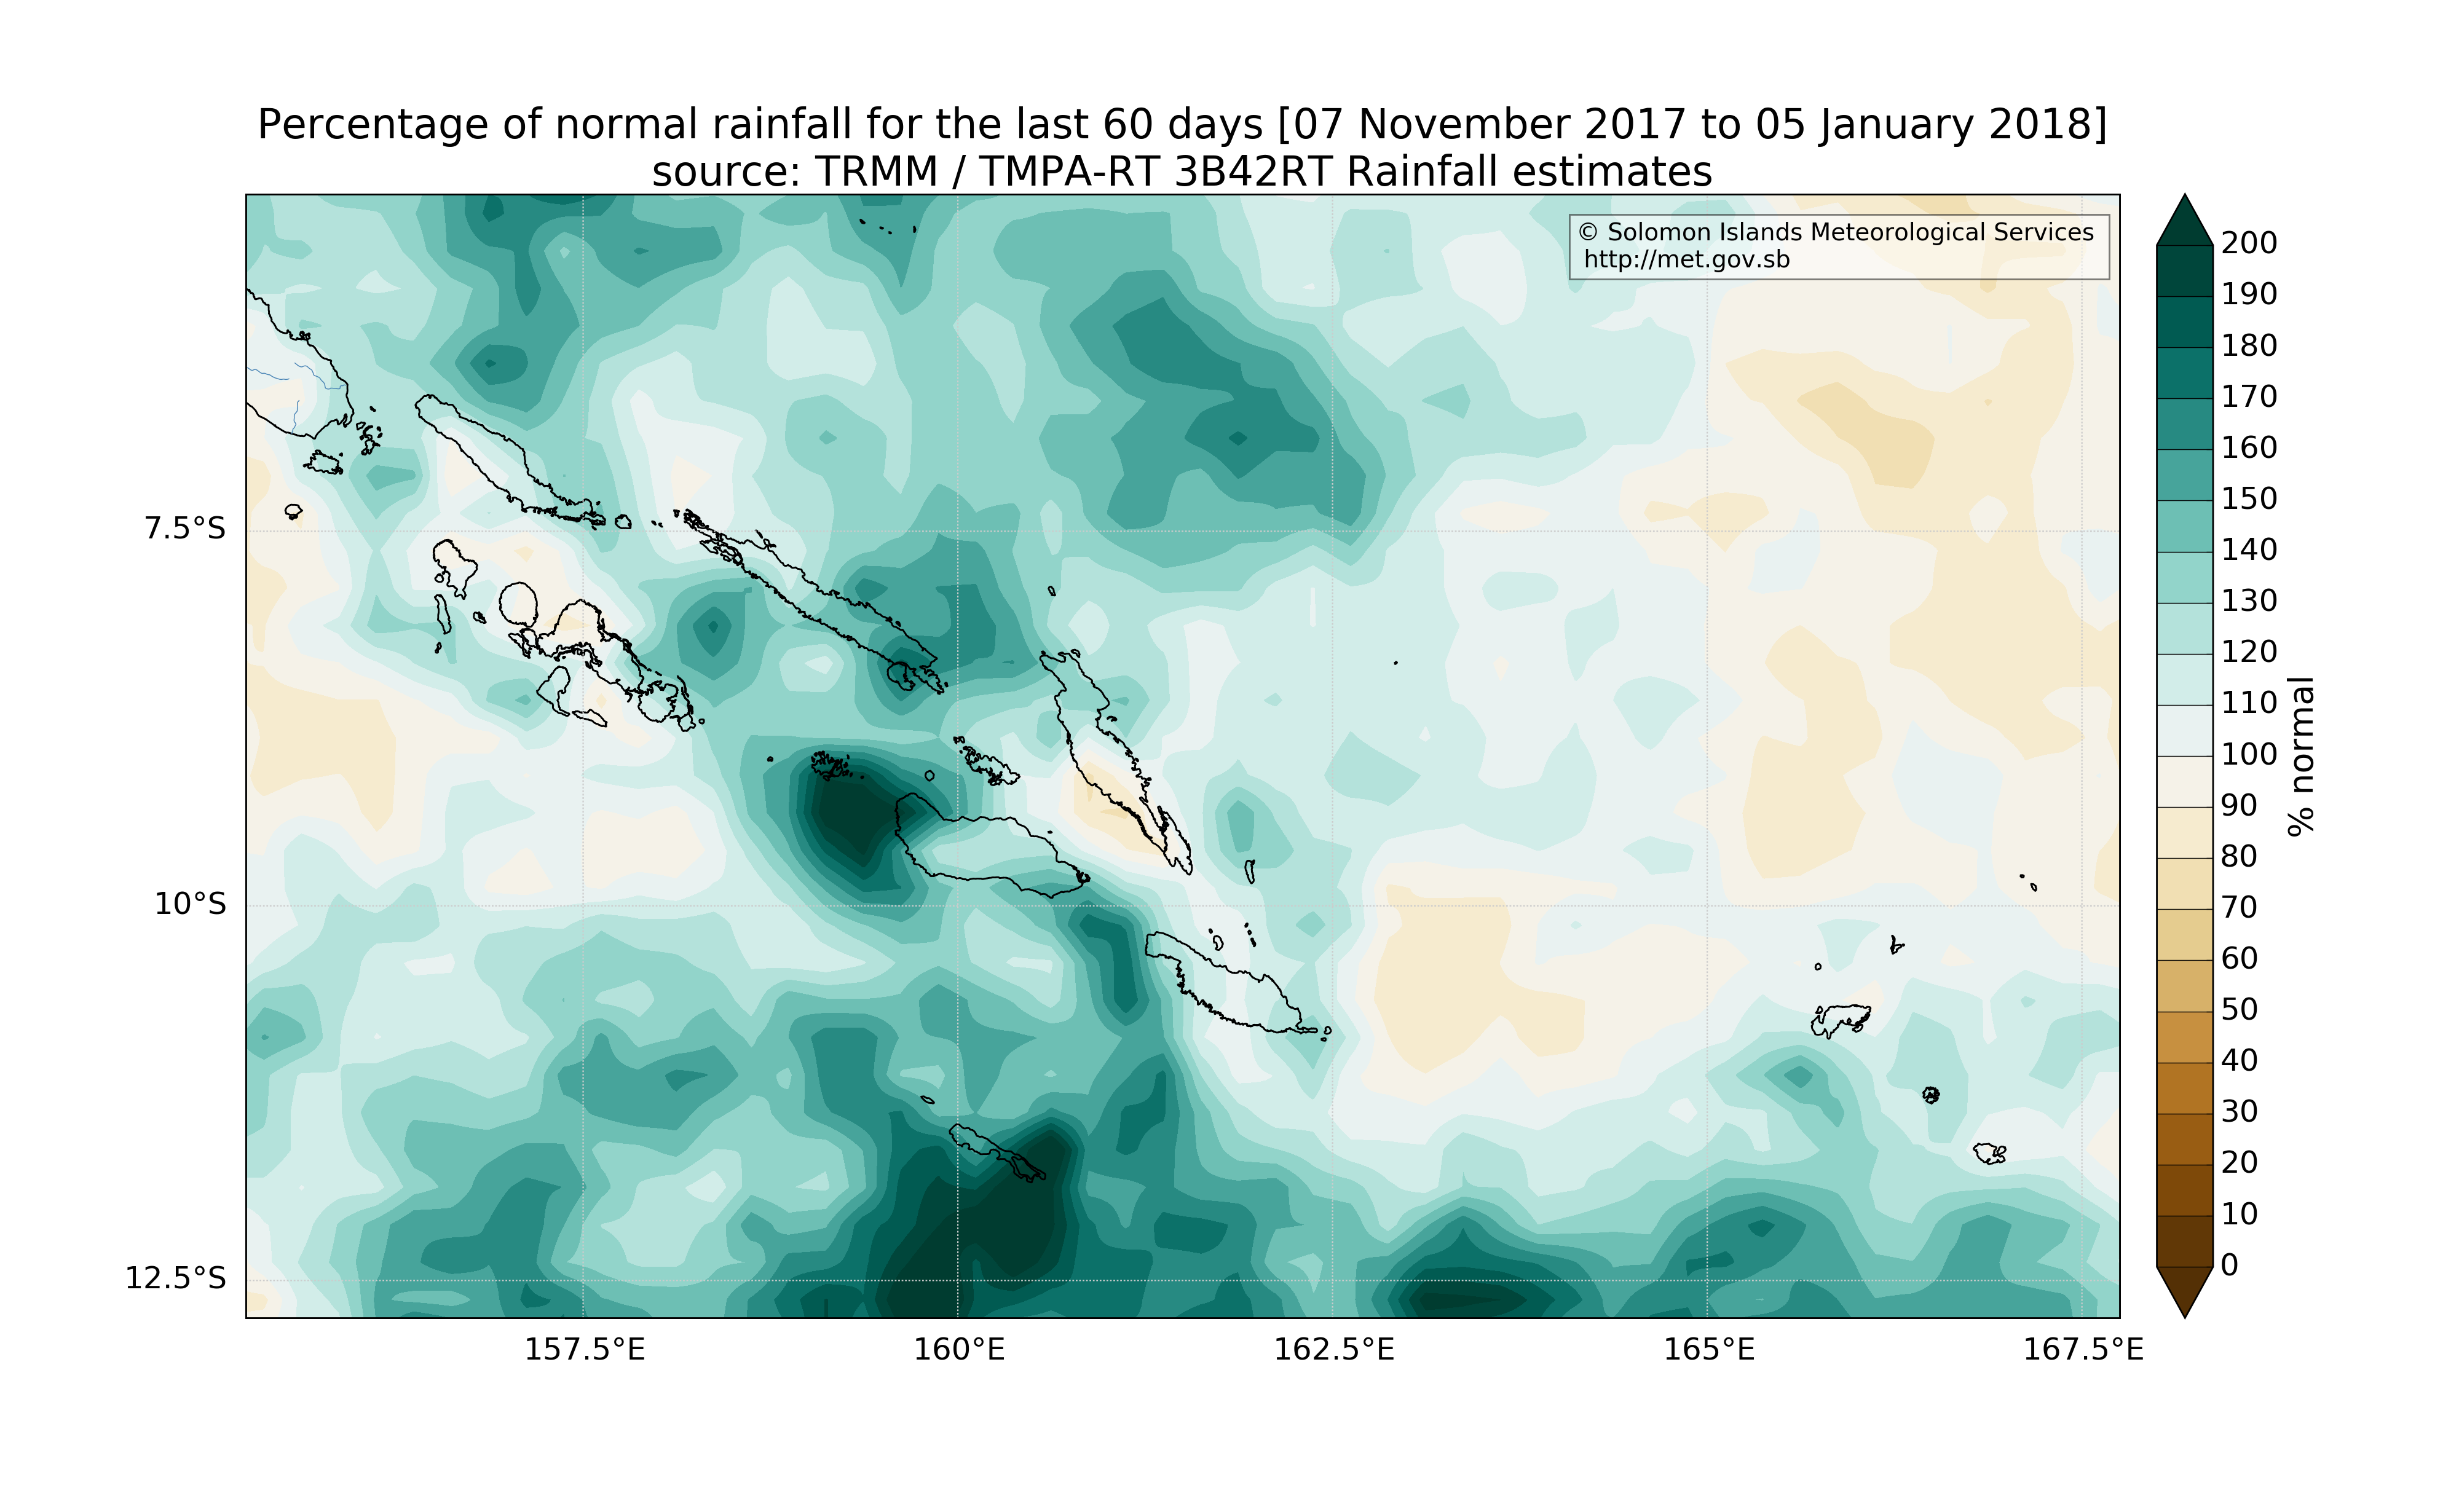 Percentage of normal rainfall for the last 60 days [07 November 2017 to 05 January 2018]
source: TRMM / TMPA-RT 3B42RT Rainfall estimates
© Solomon Islands Meteorological Services
http://met.gov.sb
7.5°S
10°S
12.5°S
157.5°E
160°E
162.5°E
165°E
167.5°E
200
190
180
170
160
150
140
130
120
110
100
90
80
70
60
50
40
30
20
10
0
% normal